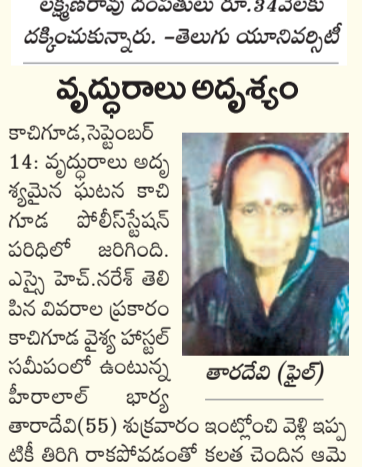 లక్ష్మణరావు దంపతులు రూ.34వేలకు
దక్కించుకున్నారు. -తెలుగు యూనివర్సిటీ
వృద్ధురాలు అదృశ్యం
కాచిగూడ,సెప్టెంబర్
14: వృద్ధురాలు అదృ
శ్యమైన ఘటన కాచి
గూడ పోలీస్‌స్టేషన్
పరిధిలో జరిగింది.
ఎస్సై హెచ్.నరేశ్ తెలి
పిన వివరాల ప్రకారం
కాచిగూడ వైశ్య హాస్టల్
సమీపంలో ఉంటున్న
హీరాలాల్ భార్య
తారాదేవి(55) శుక్రవారం ఇంట్లోంచి వెళ్లి ఇప్ప
టికీ తిరిగి రాకపోవడంతో కలత చెందిన ఆమె
తారదేవి (ఫైల్)